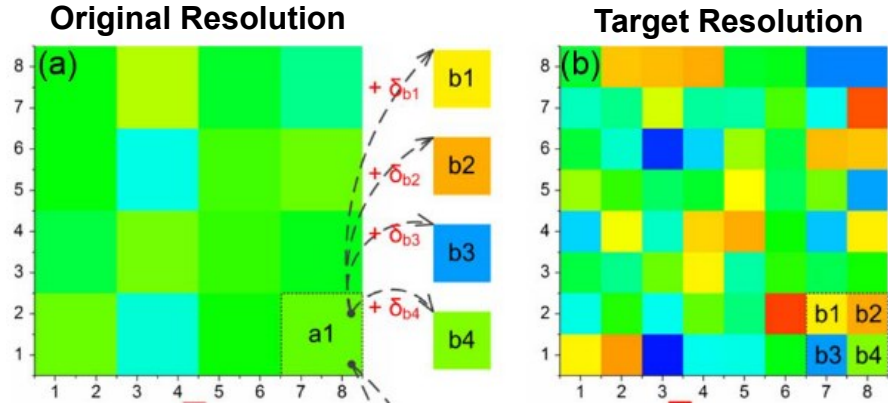 Original Resolution
Target Resolution
(a)
8
7
6
5
4
3
2
1
1 2 3 4 5 6 7 8
a1
+ δb1
+ δb2
+ δb3
+ δb4
b1
b2
b3
b4
(b)
8
7
6
5
4
3
2
1
1 2 3 4 5 6 7 8
b1 b2
b3 b4